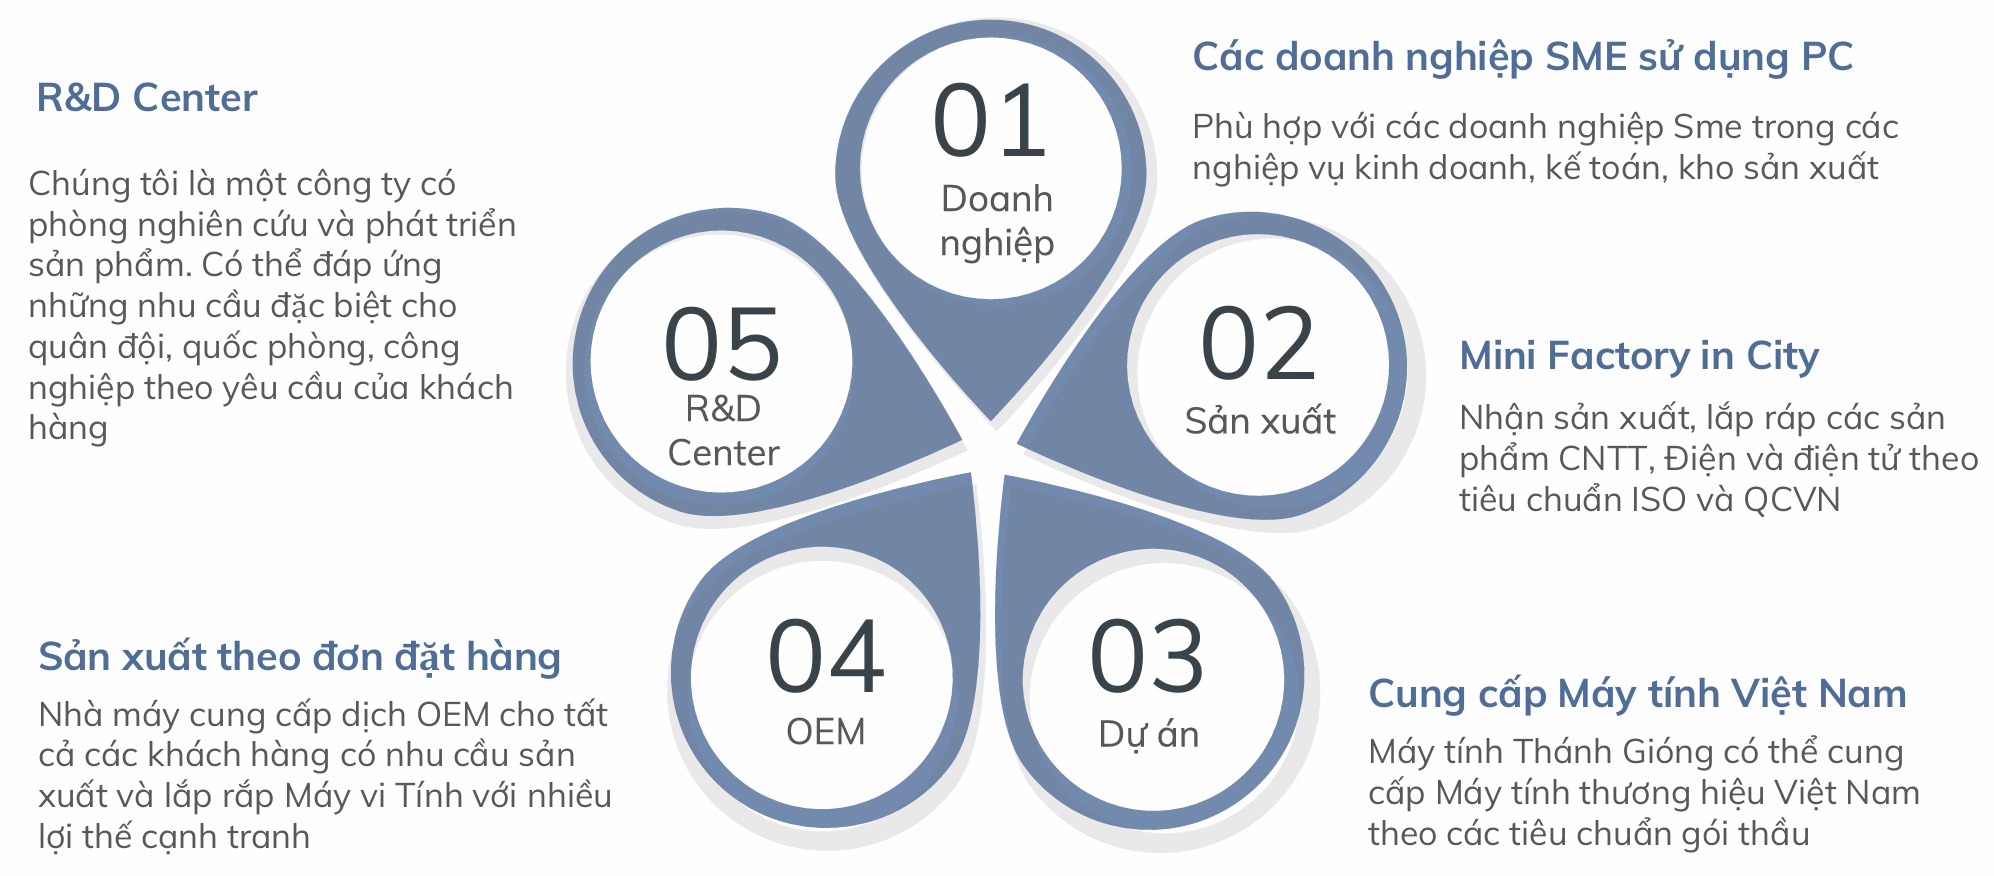 01
Doanh
nghiệp
Các doanh nghiệp SME sử dụng PC
Phù hợp với các doanh nghiệp Sme trong các
nghiệp vụ kinh doanh, kế toán, kho sản xuất
02
Sản xuất
Mini Factory in City
Nhận sản xuất, lắp ráp các sản
phẩm CNTT, Điện và điện tử theo
tiêu chuẩn ISO và QCVN
03
Dự án
Cung cấp Máy tính Việt Nam
Máy tính Thánh Gióng có thể cung
cấp Máy tính thương hiệu Việt Nam
theo các tiêu chuẩn gói thầu
04
OEM
Sản xuất theo đơn đặt hàng
Nhà máy cung cấp dịch OEM cho tất
cả các khách hàng có nhu cầu sản
xuất và lắp rắp Máy vi Tính với nhiều
lợi thế cạnh tranh
05
R&D
Center
R&D Center
Chúng tôi là một công ty có
phòng nghiên cứu và phát triển
sản phẩm. Có thể đáp ứng
những nhu cầu đặc biệt cho
quân đội, quốc phòng, công
nghiệp theo yêu cầu của khách
hàng